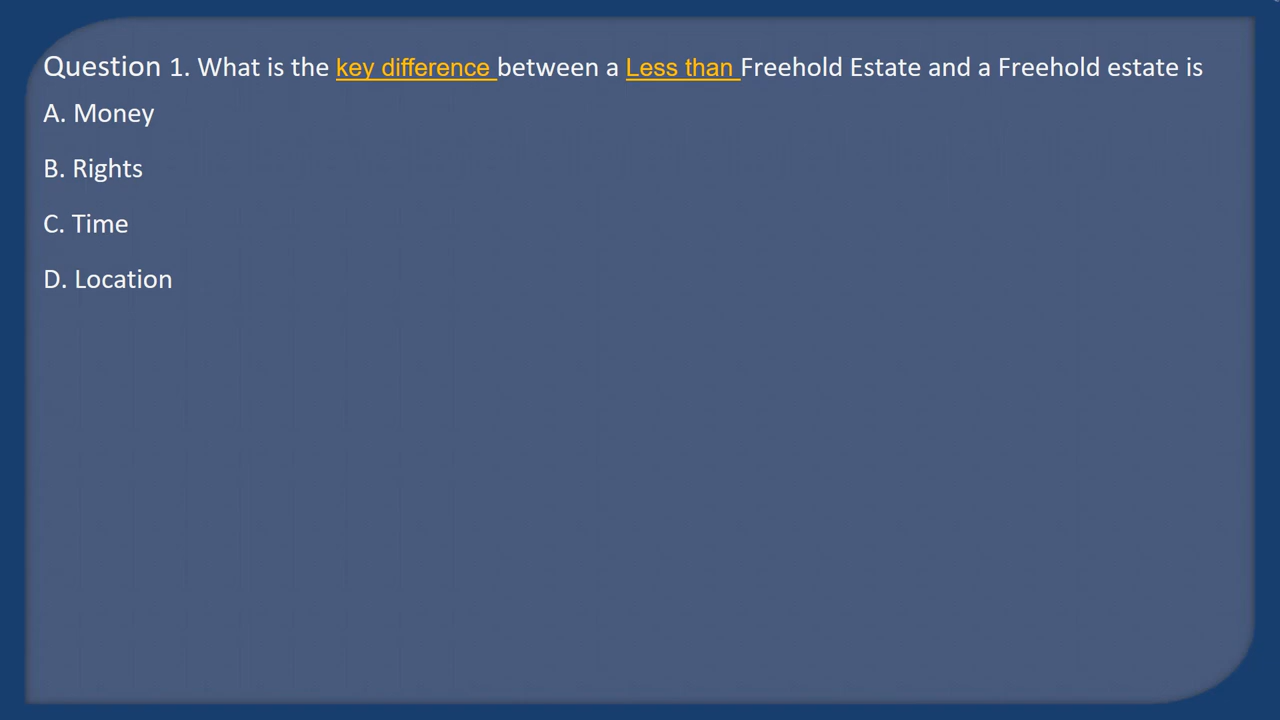 Question 1. What is the key difference between a Less than Freehold Estate and a Freehold estate is
A. Money
B. Rights
C. Time
D. Location